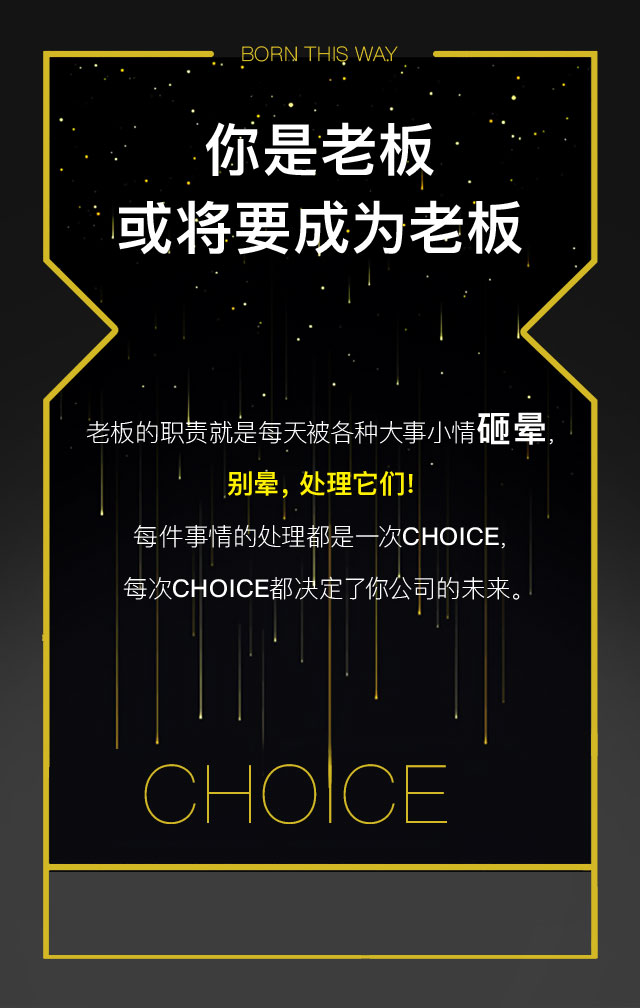 BORN THIS WAY
你是老板
或将要成为老板
老板的职责就是每天被各种大事小情砸晕,
别晕, 处理它们!
每件事情的处理都是一次CHOICE,
每次CHOICE都决定了你公司的未来。
CHOICE